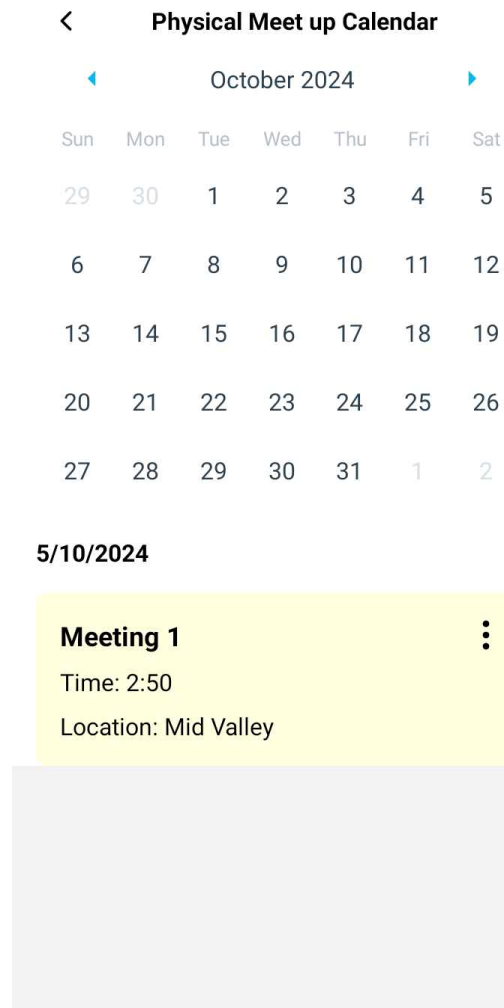 Physical Meet up Calendar
October 2024
Sun Mon Tue Wed Thu Fri Sat
29 30 1 2 3 4 5
6 7 8 9 10 11 12
13 14 15 16 17 18 19
20 21 22 23 24 25 26
27 28 29 30 31 1 2
5/10/2024
Meeting 1
Time: 2:50
Location: Mid Valley